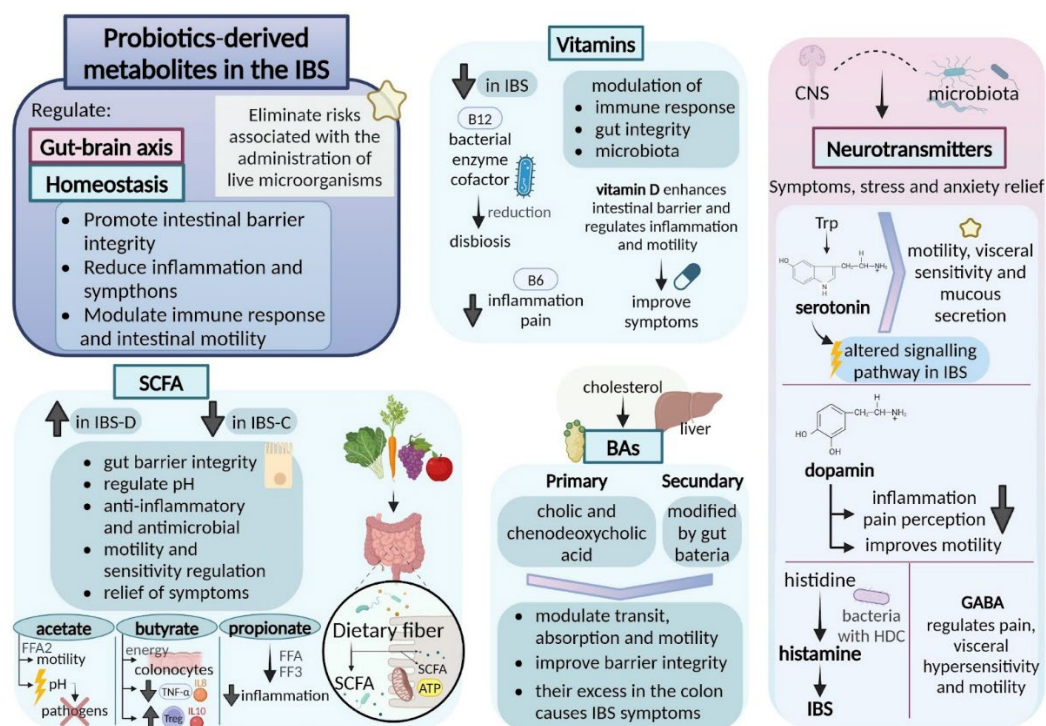 Probiotics-derived
metabolites in the IBS
Regulate:
Gut-brain axis
Homeostasis
Eliminate risks
associated with the
administration of
live microorganisms
• Promote intestinal barrier
integrity
• Reduce inflammation and
sympthons
• Modulate immune response
and intestinal motility
Vitamins
in IBS
B12
bacterial
enzyme
cofactor
reduction
disbiosis
B6
inflammation
pain
modulation of
• immune response
• gut integrity
• microbiota
vitamin D enhances
intestinal barrier and
regulates inflammation
and motility
improve
symptoms
CNS
microbiota
Neurotransmitters
Symptoms, stress and anxiety relief
Trp
HO
N
H
C—C—NH₃
H
+
serotonin
motility, visceral
sensitivity and
mucous
secretion
altered signalling
pathway in IBS
H
C—C—NH₃
+
HO
OH
dopamin
inflammation
pain perception
improves motility
histidine
bacteria
with HDC
histamine
IBS
GABA
regulates pain,
visceral
hypersensitivity
and motility
SCFA
in IBS-D
in IBS-C
• gut barrier integrity
• regulate pH
• anti-inflammatory
and antimicrobial
• motility and
sensitivity regulation
• relief of symptoms
acetate
FFA2
motility
pH
pathogens
butyrate
energy
colonocytes
TNF-α
IL8
Treg
IL10
propionate
FFA
FF3
inflammation
Dietary fiber
SCFA
SCFA
ATP
cholesterol
liver
BAs
Primary
cholic and
chenodeoxycholic
acid
Secundary
modified
by gut
bateria
• modulate transit,
absorption and motility
• improve barrier integrity
• their excess in the colon
causes IBS symptoms